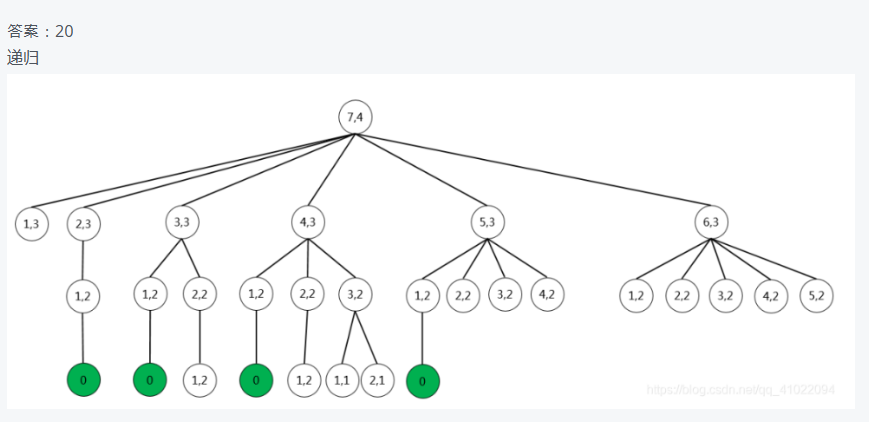 答案：20
递归
7,4
1,3 2,3 3,3 4,3 5,3 6,3
1,2 1,2 2,2 1,2 2,2 3,2 1,2 2,2 3,2 4,2 1,2 2,2 3,2 4,2 5,2
0 0 1,2 0 1,2 1,1 2,1 0
https://blog.csdn.net/qq_41022094